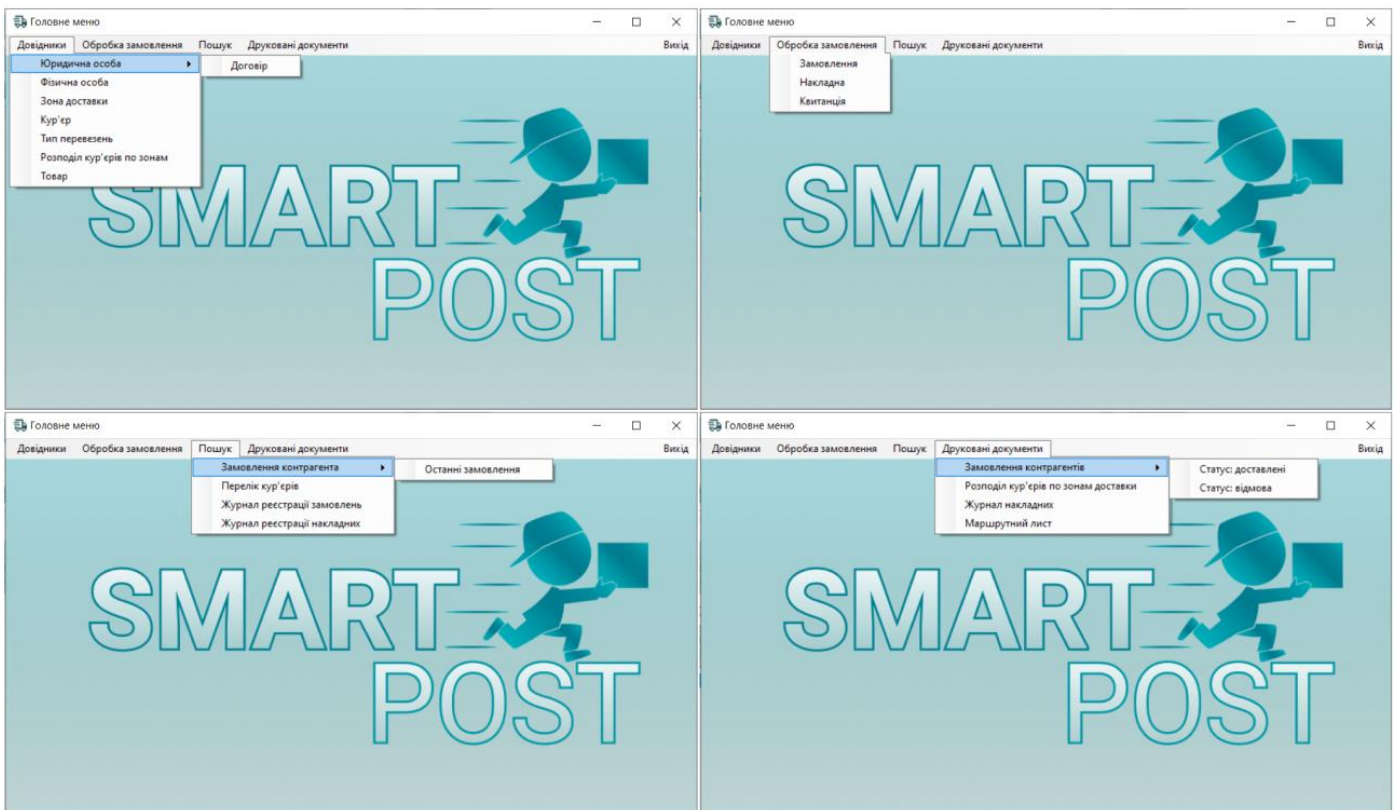 Головне меню
Довідники Обробка замовлення Пошук Друковані документи Вихід
Юридична особа Договір
Фізична особа
Зона доставки
Кур'єр
Тип перевезень
Розподіл кур'єрів по зонам
Товар
SMART
POST
Головне меню
Довідники Обробка замовлення Пошук Друковані документи Вихід
Замовлення
Накладна
Квитанція
SMART
POST
Головне меню
Довідники Обробка замовлення Пошук Друковані документи Вихід
Замовлення контрагента Останні замовлення
Перелік кур'єрів
Журнал реєстрації замовлень
Журнал реєстрації накладних
SMART
POST
Головне меню
Довідники Обробка замовлення Пошук Друковані документи Вихід
Замовлення контрагентів Статус: доставлені
Розподіл кур'єрів по зонам доставки Статус: відмова
Журнал накладних
Маршрутний лист
SMART
POST